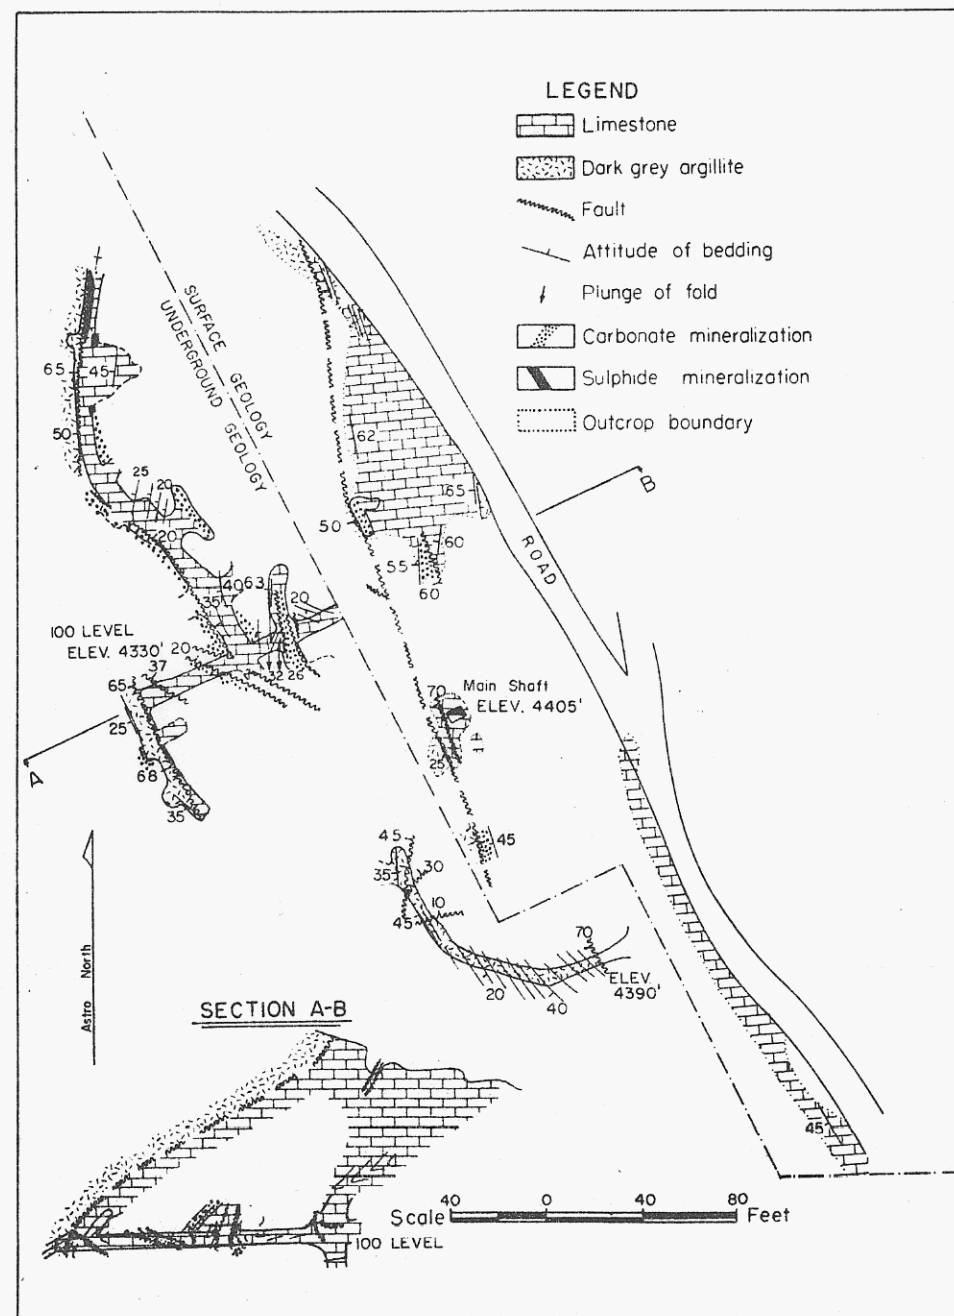 LEGEND
Limestone
Dark grey argillite
Fault
Attitude of bedding
Plunge of fold
Carbonate mineralization
Sulphide mineralization
Outcrop boundary
SURFACE GEOLOGY
UNDERGROUND GEOLOGY
65
45
50
62
25
20
65
B
50
20
60
ROAD
55
60
40
63
35
20
100 LEVEL
ELEV. 4330'
20
37
32
26
65
Main Shaft
ELEV. 4405'
70
25
25
A
68
35
45
45
35
30
10
45
70
20
40
ELEV.
4390'
Astro North
SECTION A-B
45
40 0 40 80
Scale
Feet
100 LEVEL